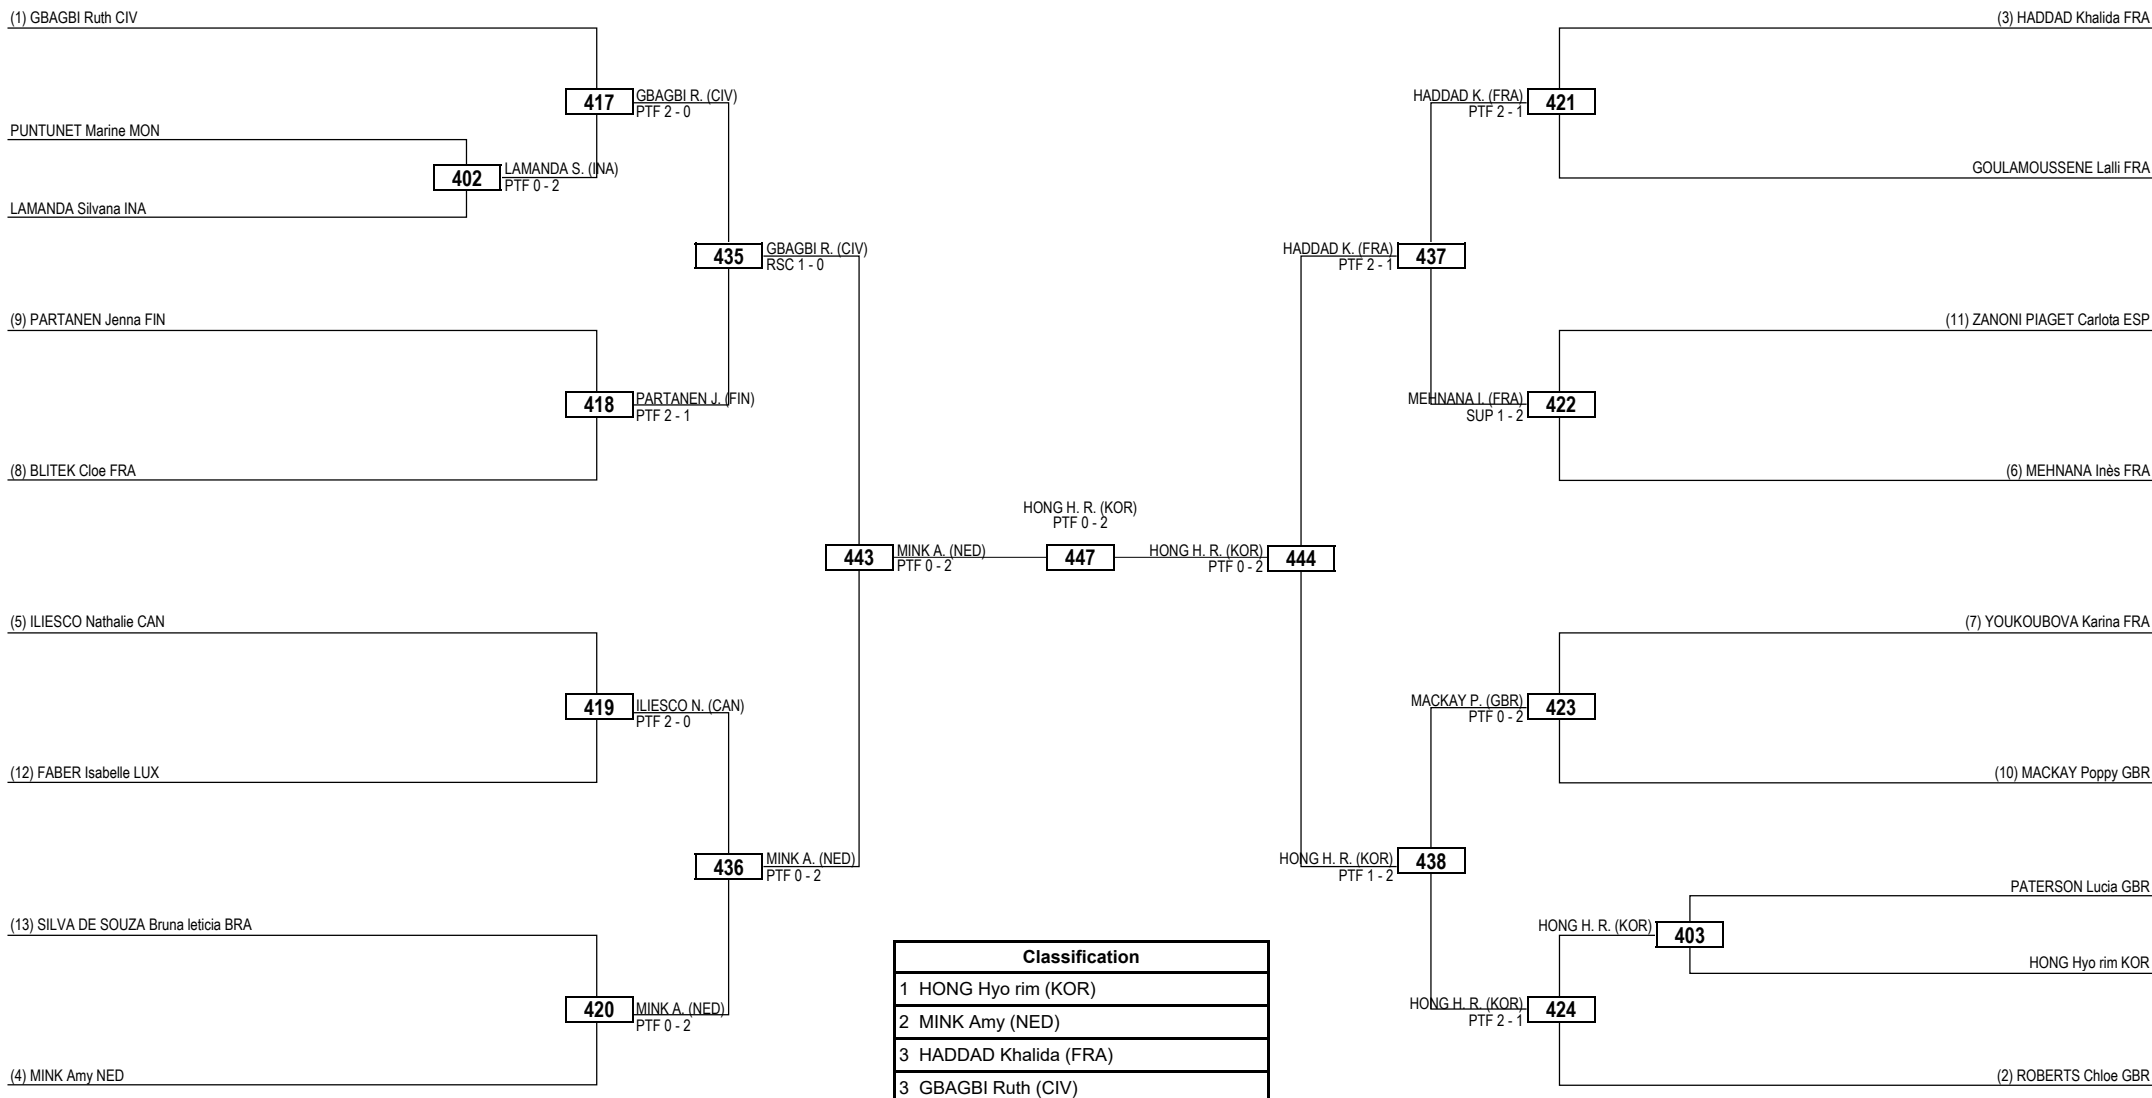 (1) GBAGBI Ruth CIV
(3) HADDAD Khalida FRA
417
GBAGBI R. (CIV)
PTF 2 - 0
HADDAD K. (FRA)
PTF 2 - 1
421
PUNTUNET Marine MON
402
LAMANDA S. (INA)
PTF 0 - 2
GOULAMOUSSENE Lalli FRA
LAMANDA Silvana INA
435
GBAGBI R. (CIV)
RSC 1 - 0
HADDAD K. (FRA)
PTF 2 - 1
437
(9) PARTANEN Jenna FIN
(11) ZANONI PIAGET Carlota ESP
418
PARTANEN J. (FIN)
PTF 2 - 1
MEHNANA I. (FRA)
SUP 1 - 2
422
(8) BLITEK Cloe FRA
(6) MEHNANA Inès FRA
HONG H. R. (KOR)
PTF 0 - 2
443
MINK A. (NED)
PTF 0 - 2
447
HONG H. R. (KOR)
PTF 0 - 2
444
(5) ILIESCO Nathalie CAN
(7) YOUKOUBOVA Karina FRA
419
ILIESCO N. (CAN)
PTF 2 - 0
MACKAY P. (GBR)
PTF 0 - 2
423
(12) FABER Isabelle LUX
(10) MACKAY Poppy GBR
436
MINK A. (NED)
PTF 0 - 2
HONG H. R. (KOR)
PTF 1 - 2
438
PATERSON Lucia GBR
(13) SILVA DE SOUZA Bruna leticia BRA
HONG H. R. (KOR)
403
HONG Hyo rim KOR
420
MINK A. (NED)
PTF 0 - 2
HONG H. R. (KOR)
PTF 2 - 1
424
(4) MINK Amy NED
(2) ROBERTS Chloe GBR
Classification
1 HONG Hyo rim (KOR)
2 MINK Amy (NED)
3 HADDAD Khalida (FRA)
3 GBAGBI Ruth (CIV)